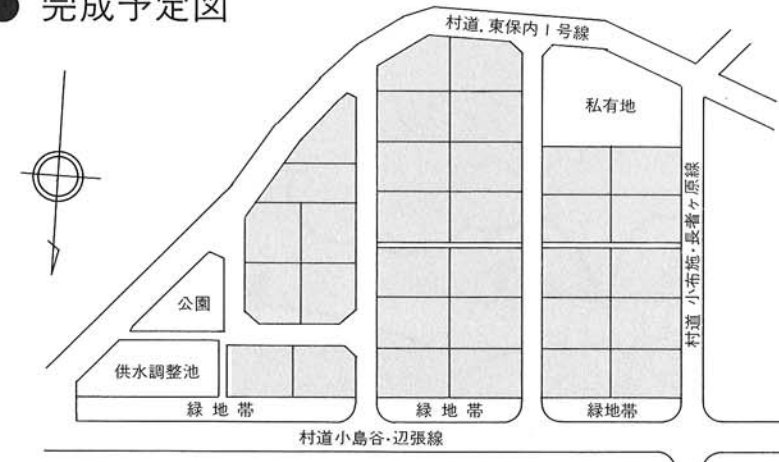 ● 完成予定図
村道.東保内1号線
私有地
村道 小布施・長者ヶ原線
公園
供水調整池
緑地帯
緑地帯
緑地帯
村道小島谷・辺張線